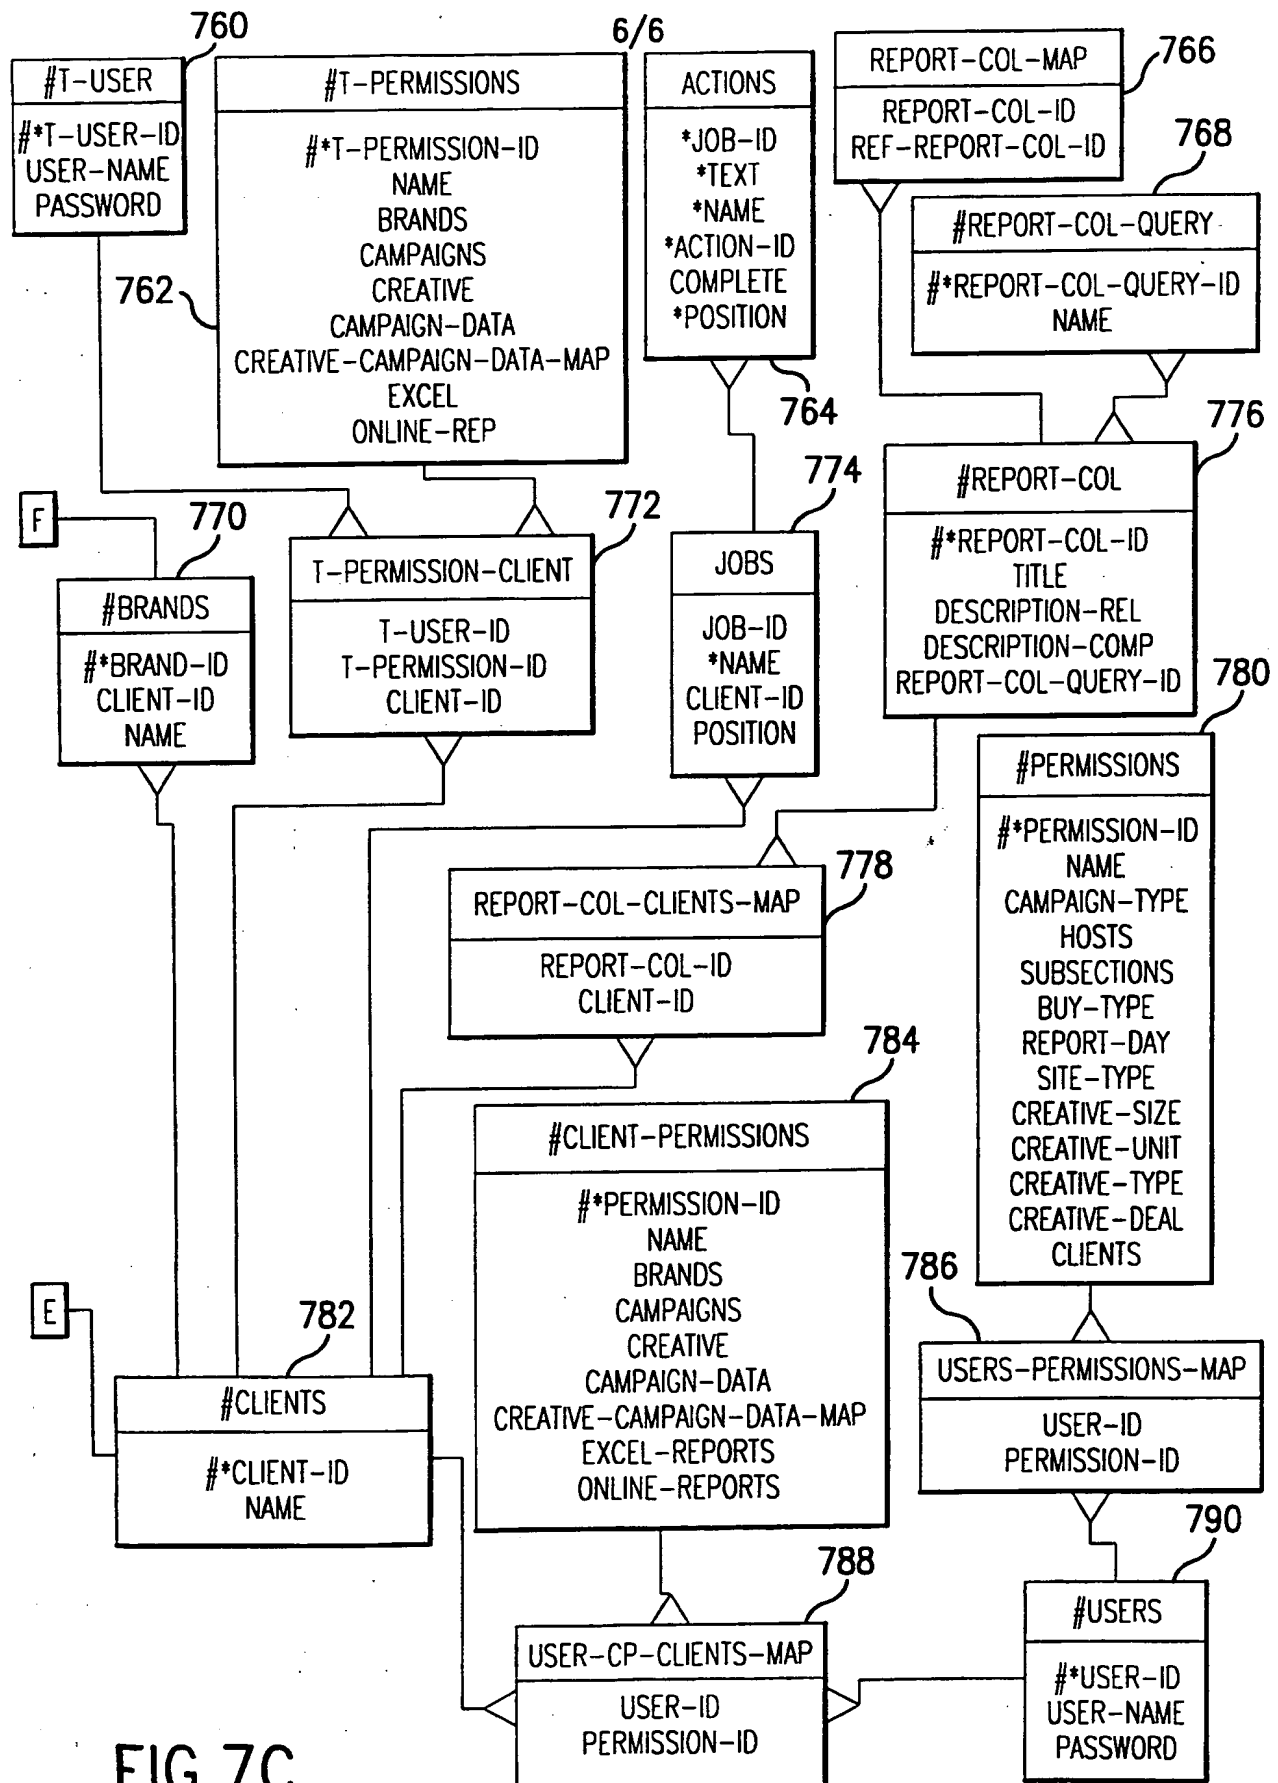 6/6
760
#T-USER
#*T-USER-ID
USER-NAME
PASSWORD
#T-PERMISSIONS
#*T-PERMISSION-ID
NAME
BRANDS
CAMPAIGNS
CREATIVE
CAMPAIGN-DATA
CREATIVE-CAMPAIGN-DATA-MAP
EXCEL
ONLINE-REP
762
ACTIONS
*JOB-ID
*TEXT
*NAME
*ACTION-ID
COMPLETE
*POSITION
764
REPORT-COL-MAP
REPORT-COL-ID
REF-REPORT-COL-ID
766
768
#REPORT-COL-QUERY
#*REPORT-COL-QUERY-ID
NAME
F
770
#BRANDS
#*BRAND-ID
CLIENT-ID
NAME
772
T-PERMISSION-CLIENT
T-USER-ID
T-PERMISSION-ID
CLIENT-ID
774
JOBS
JOB-ID
*NAME
CLIENT-ID
POSITION
776
#REPORT-COL
#*REPORT-COL-ID
TITLE
DESCRIPTION-REL
DESCRIPTION-COMP
REPORT-COL-QUERY-ID
778
REPORT-COL-CLIENTS-MAP
REPORT-COL-ID
CLIENT-ID
780
#PERMISSIONS
#*PERMISSION-ID
NAME
CAMPAIGN-TYPE
HOSTS
SUBSECTIONS
BUY-TYPE
REPORT-DAY
SITE-TYPE
CREATIVE-SIZE
CREATIVE-UNIT
CREATIVE-TYPE
CREATIVE-DEAL
CLIENTS
E
782
#CLIENTS
#*CLIENT-ID
NAME
784
#CLIENT-PERMISSIONS
#*PERMISSION-ID
NAME
BRANDS
CAMPAIGNS
CREATIVE
CAMPAIGN-DATA
CREATIVE-CAMPAIGN-DATA-MAP
EXCEL-REPORTS
ONLINE-REPORTS
786
USERS-PERMISSIONS-MAP
USER-ID
PERMISSION-ID
788
USER-CP-CLIENTS-MAP
USER-ID
PERMISSION-ID
790
#USERS
#*USER-ID
USER-NAME
PASSWORD
FIG 7C